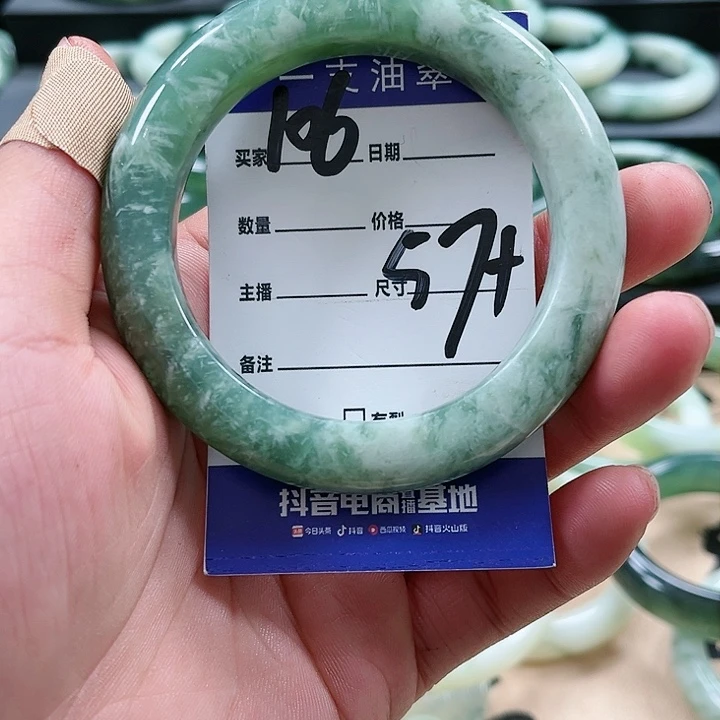 一支油翠
106
买家 日期
数量 价格
57+
主播 尺寸
备注
抖音电商直播基地
今日头条 抖音 西瓜视频 抖音火山版